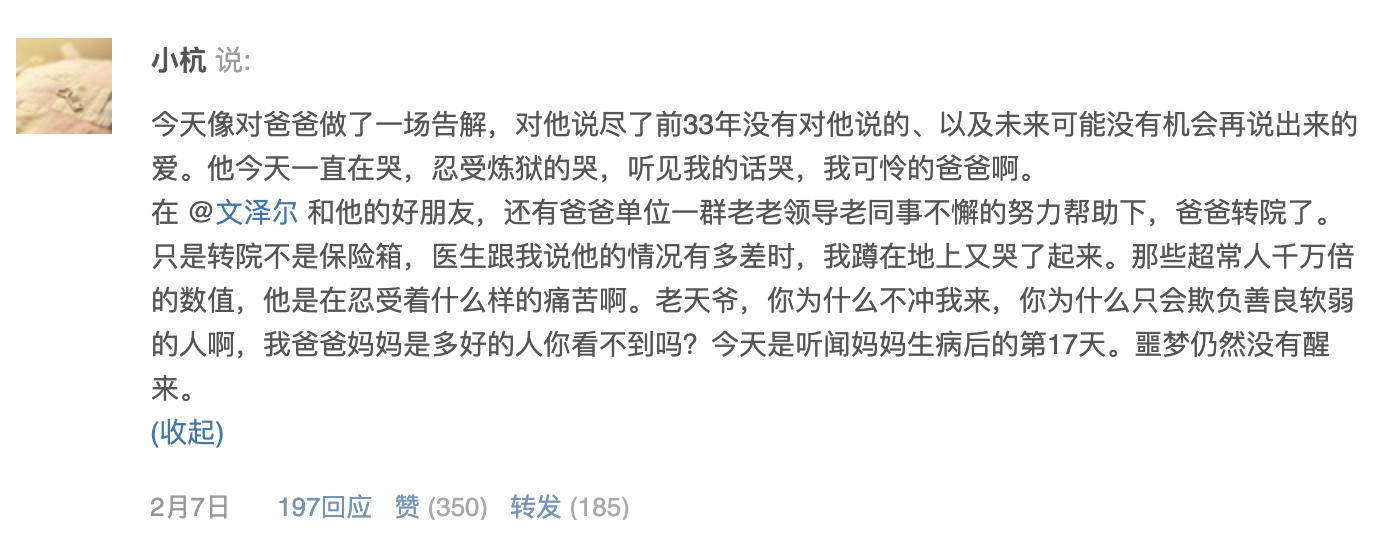 小杭 说:
今天像对爸爸做了一场告解，对他说尽了前33年没有对他说的、以及未来可能没有机会再说出来的
爱。他今天一直在哭，忍受炼狱的哭，听见我的话哭，我可怜的爸爸啊。
在 @文泽尔 和他的好朋友，还有爸爸单位一群老老领导老同事不懈的努力帮助下，爸爸转院了。
只是转院不是保险箱，医生跟我说他的情况有多差时，我蹲在地上又哭了起来。那些超常人千万倍
的数值，他是在忍受着什么样的痛苦啊。老天爷，你为什么不冲我来，你为什么只会欺负善良软弱
的人啊，我爸爸妈妈是多好的人你看不到吗？今天是听闻妈妈生病后的第17天。噩梦仍然没有醒
来。
(收起)
2月7日 197回应 赞 (350) 转发 (185)